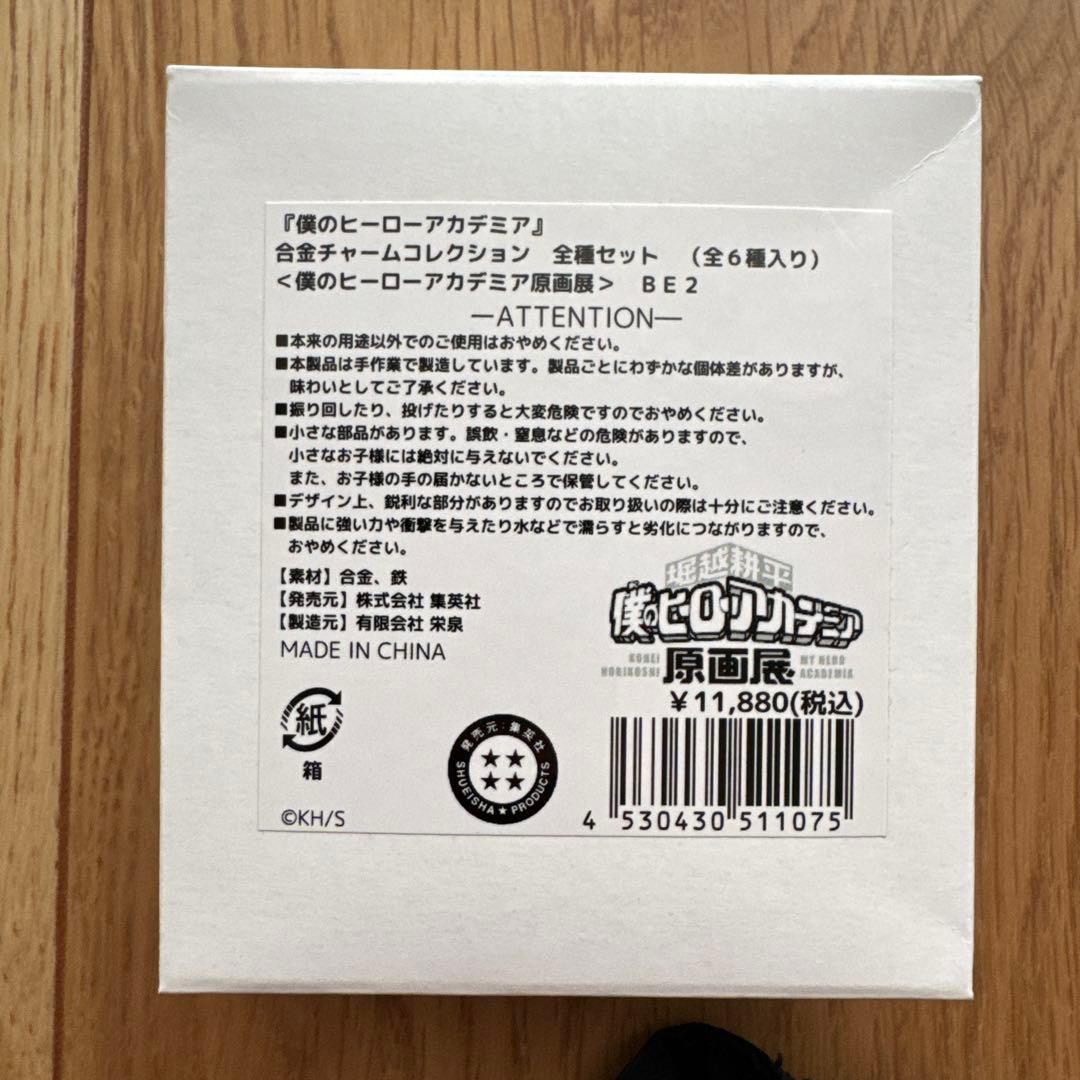 『僕のヒーローアカデミア』
合金チャームコレクション 全種セット (全6種入り)
<僕のヒーローアカデミア原画展> BE2
—ATTENTION—
■本来の用途以外でのご使用はおやめください。
■本製品は手作業で製造しています。製品ごとにわずかな個体差がありますが、
味わいとしてご了承ください。
■振り回したり、投げたりすると大変危険ですのでおやめください。
■小さな部品があります。誤飲・窒息などの危険がありますので、
小さなお子様には絶対に与えないでください。
また、お子様の手の届かないところで保管してください。
■デザイン上、鋭利な部分がありますのでお取り扱いの際は十分にご注意ください。
■製品に強い力や衝撃を与えたり水などで濡らすと劣化につながりますので、
おやめください。
【素材】合金、鉄
【発売元】株式会社 集英社
【製造元】有限会社 栄泉
MADE IN CHINA
紙
箱
©KH/S
発売元:集英社
SHUEISHA★PRODUCTS
堀越耕平
僕のヒーローアカデミア
KOHEI HORIKOSHI
原画展
MY HERO ACADEMIA
¥11,880(税込)
4 530430 511075